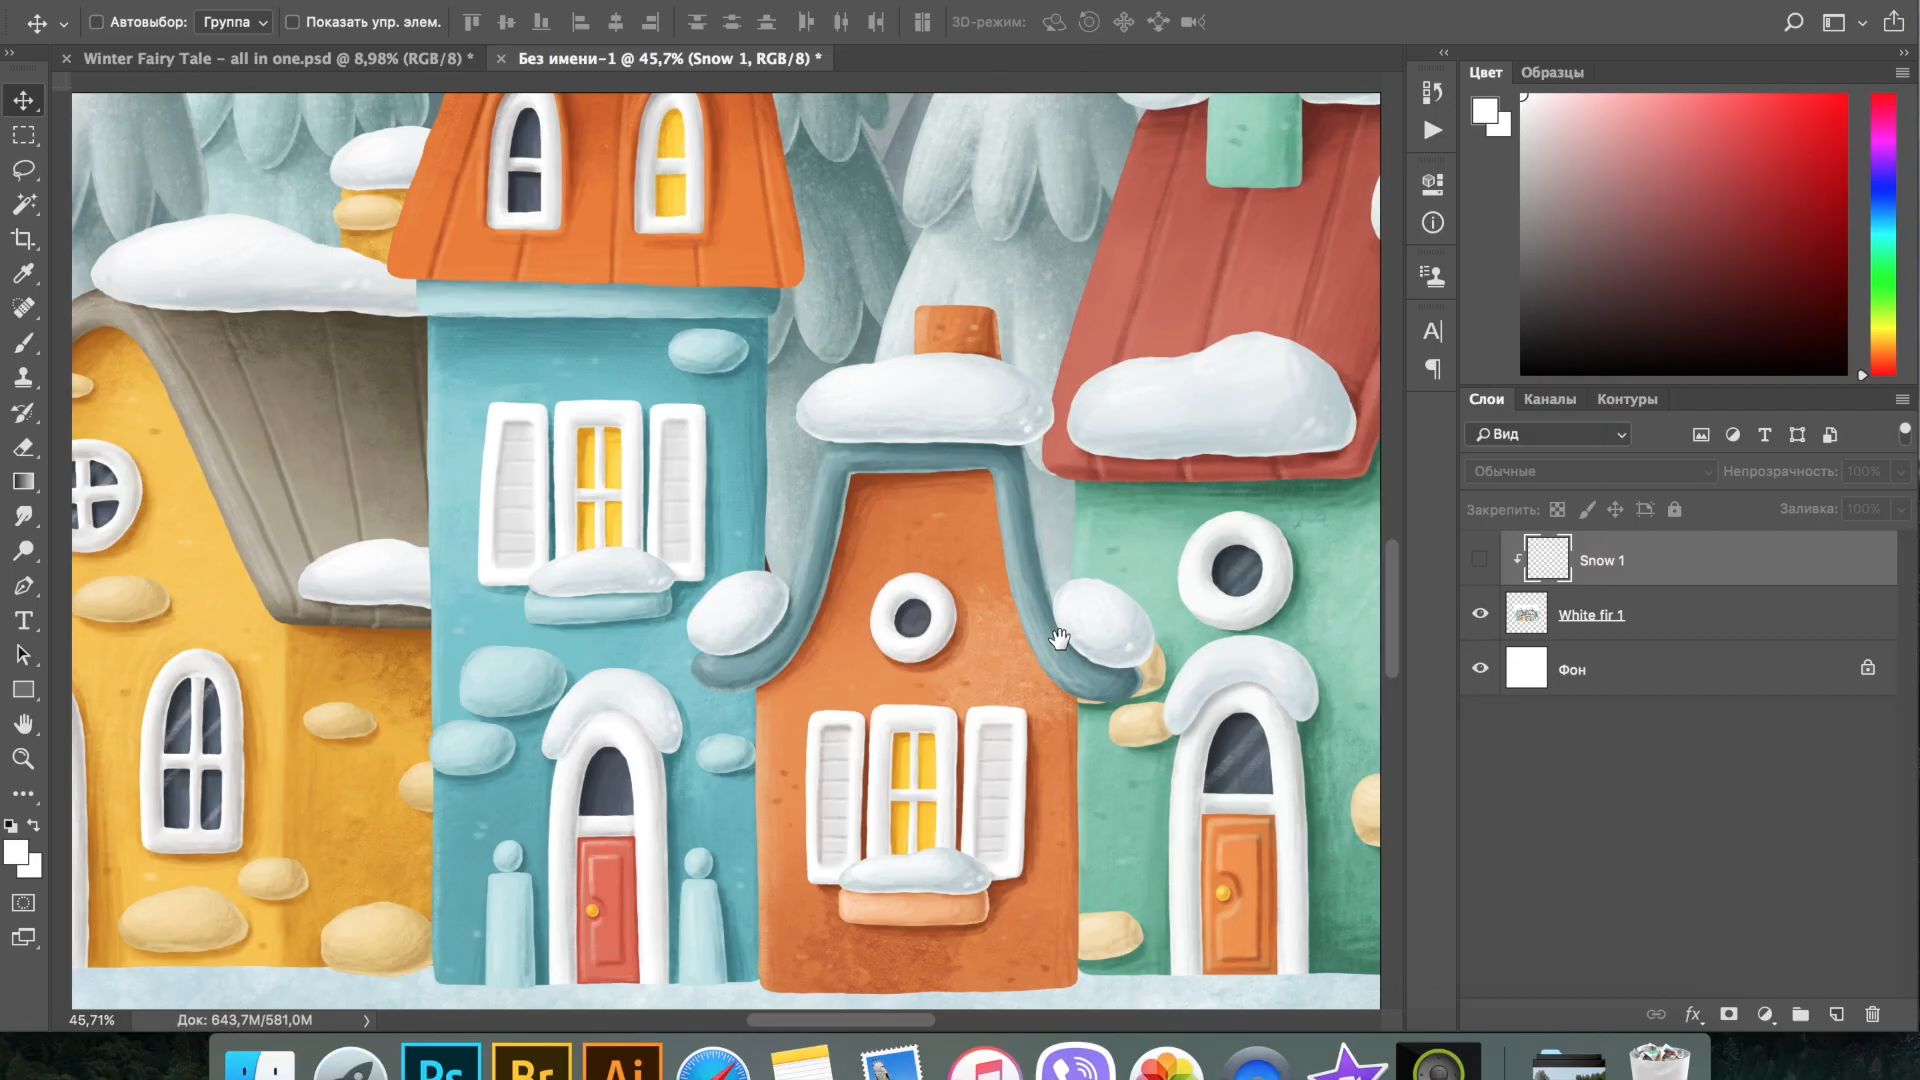 Автовыбор: Группа Показать упр. элем. 3D-режим:
Winter Fairy Tale – all in one.psd @ 8,98% (RGB/8) * Без имени-1 @ 45,7% (Snow 1, RGB/8) *
Цвет Образцы
Слои Каналы Контуры
Вид
Обычные Непрозрачность: 100%
Закрепить: Заливка: 100%
Snow 1
White fir 1
Фон
fx
45,71% Док: 643,7M/581,0M
Ps Br Ai